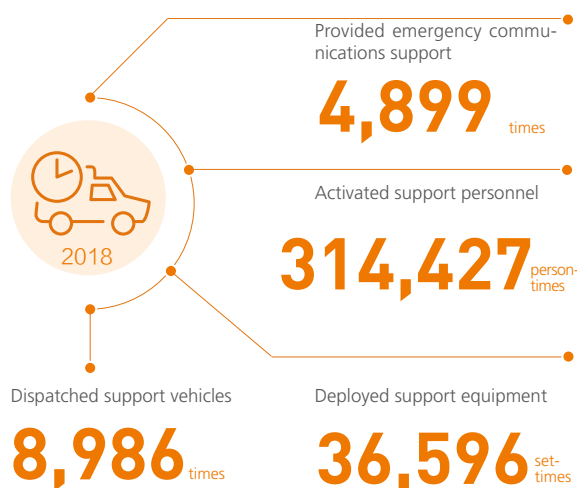 Provided emergency commu-
nications support
4,899 times
Activated support personnel
314,427 person-
times
2018
Dispatched support vehicles
8,986 times
Deployed support equipment
36,596 set-
times